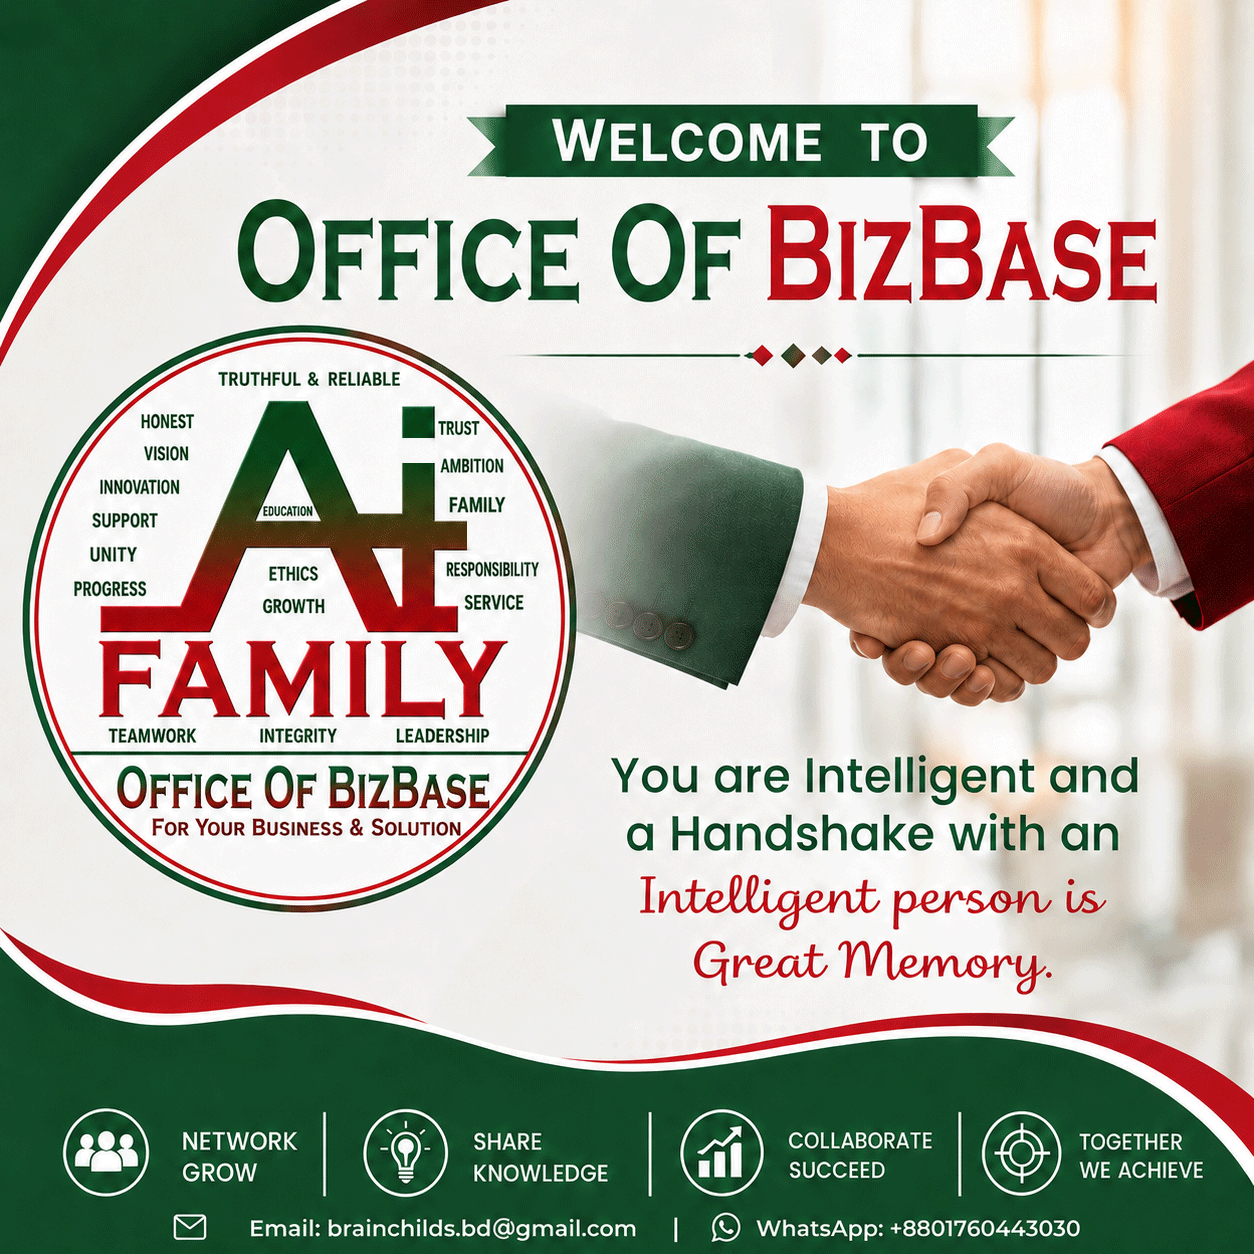 WELCOME TO
OFFICE OF BIZBASE
TRUTHFUL & RELIABLE
HONEST
VISION
INNOVATION
SUPPORT
UNITY
PROGRESS
Ai
EDUCATION
ETHICS
GROWTH
TRUST
AMBITION
FAMILY
RESPONSIBILITY
SERVICE
FAMILY
TEAMWORK INTEGRITY LEADERSHIP
OFFICE OF BIZBASE
FOR YOUR BUSINESS & SOLUTION
You are Intelligent and
a Handshake with an
Intelligent person is
Great Memory.
NETWORK
GROW
SHARE
KNOWLEDGE
COLLABORATE
SUCCEED
TOGETHER
WE ACHIEVE
Email: brainchilds.bd@gmail.com | WhatsApp: +8801760443030